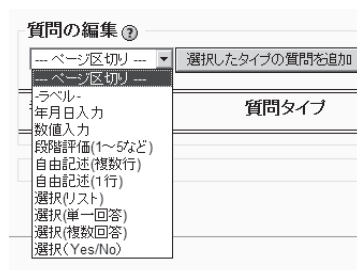 質問の編集 ?
--- ページ区切り --- 選択したタイプの質問を追加
--- ページ区切り ---
-ラベル-
年月日入力
質問タイプ
数値入力
段階評価(1～5など)
自由記述(複数行)
自由記述(1行)
選択(リスト)
選択(単一回答)
選択(複数回答)
選択(Yes/No)